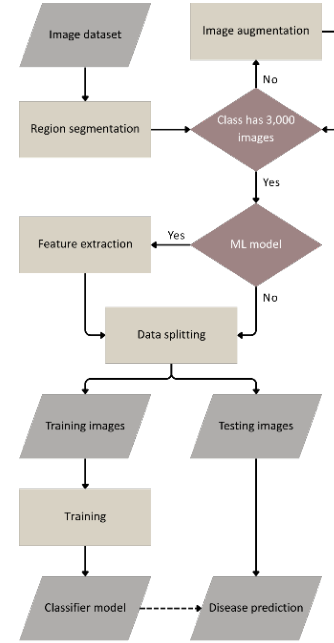 Image dataset
Image augmentation
No
Region segmentation
Class has 3,000
images
Yes
Feature extraction
Yes
ML model
No
Data splitting
Training images
Testing images
Training
Classifier model
Disease prediction